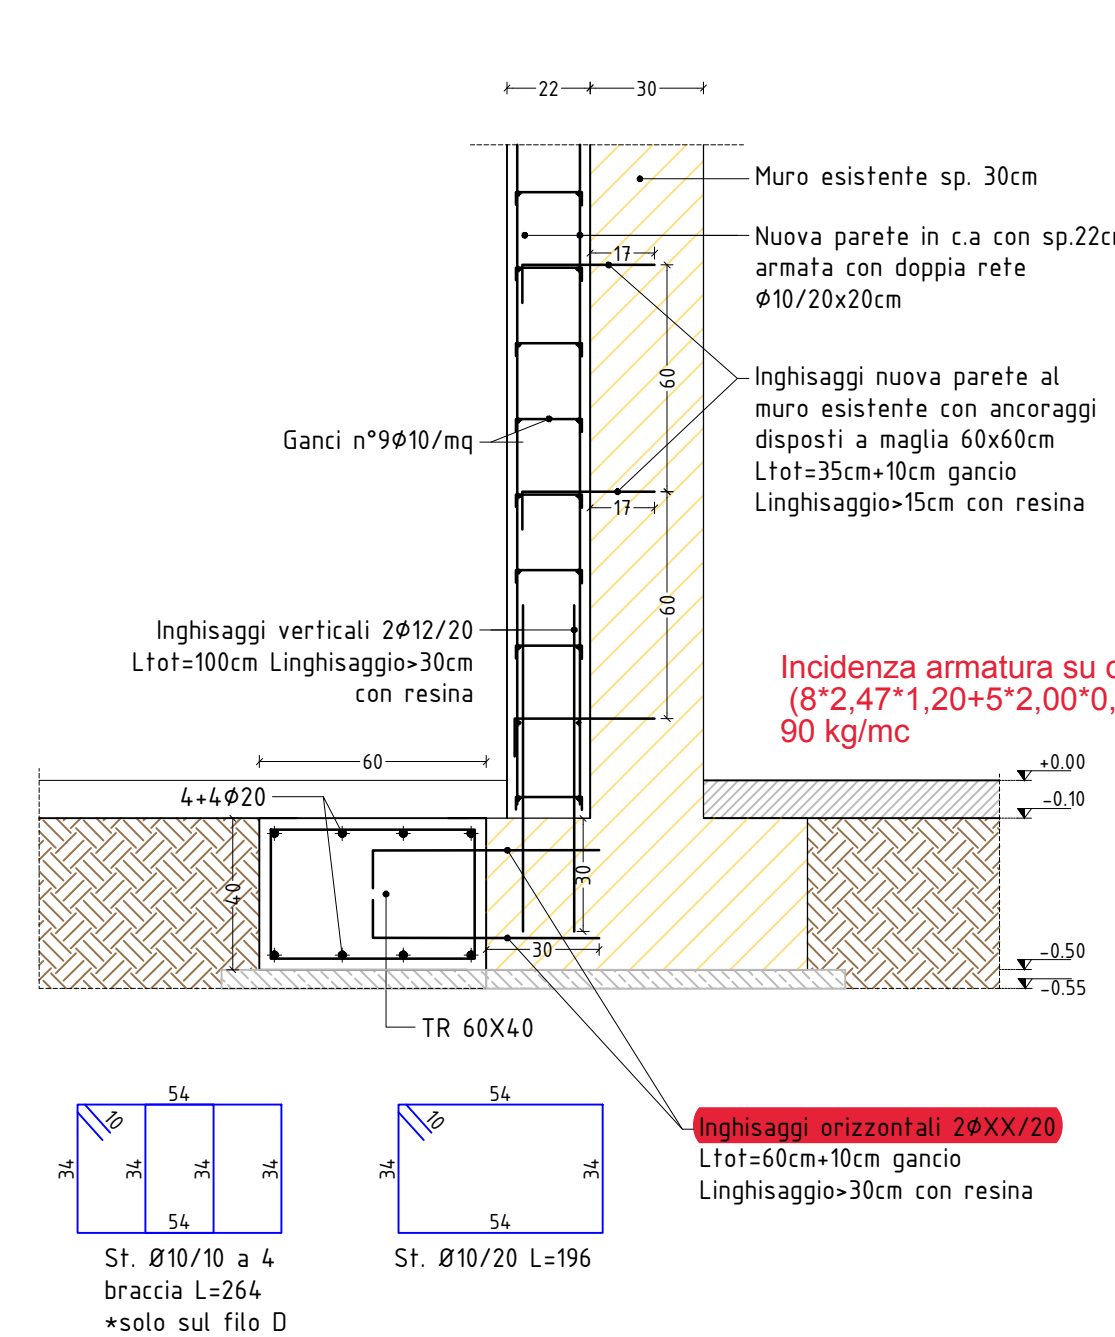 22
30
Muro esistente sp. 30cm
Nuova parete in c.a con sp.22c
armata con doppia rete
Φ10/20x20cm
17
60
Inghisaggi nuova parete al
muro esistente con ancoraggi
disposti a maglia 60x60cm
Ltot=35cm+10cm gancio
Linghisaggio>15cm con resina
Ganci n°9Φ10/mq
17
60
Inghisaggi verticali 2Φ12/20
Ltot=100cm Linghisaggio>30cm
con resina
Incidenza armatura su
(8*2,47*1,20+5*2,00*0,
90 kg/mc
60
+0.00
4+4Φ20
-0.10
40
30
30
-0.50
-0.55
TR 60X40
54
10
34
34
34
34
54
St. Ø10/10 a 4
braccia L=264
*solo sul filo D
54
10
34
34
54
St. Ø10/20 L=196
Inghisaggi orizzontali 2ΦXX/20
Ltot=60cm+10cm gancio
Linghisaggio>30cm con resina